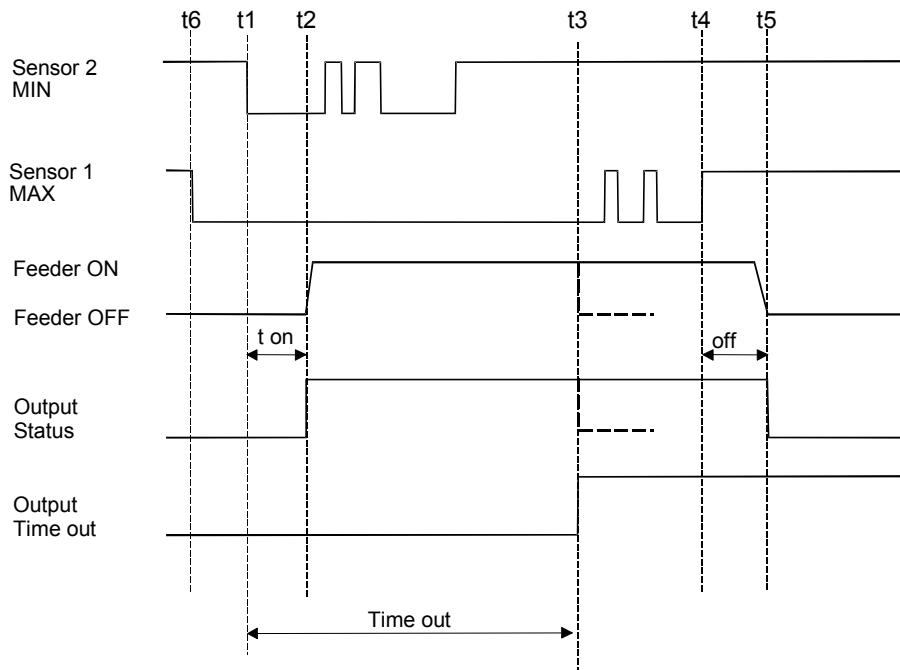 t6 t1 t2 t3 t4 t5
Sensor 2
MIN
Sensor 1
MAX
Feeder ON
Feeder OFF
t on
off
Output
Status
Output
Time out
Time out